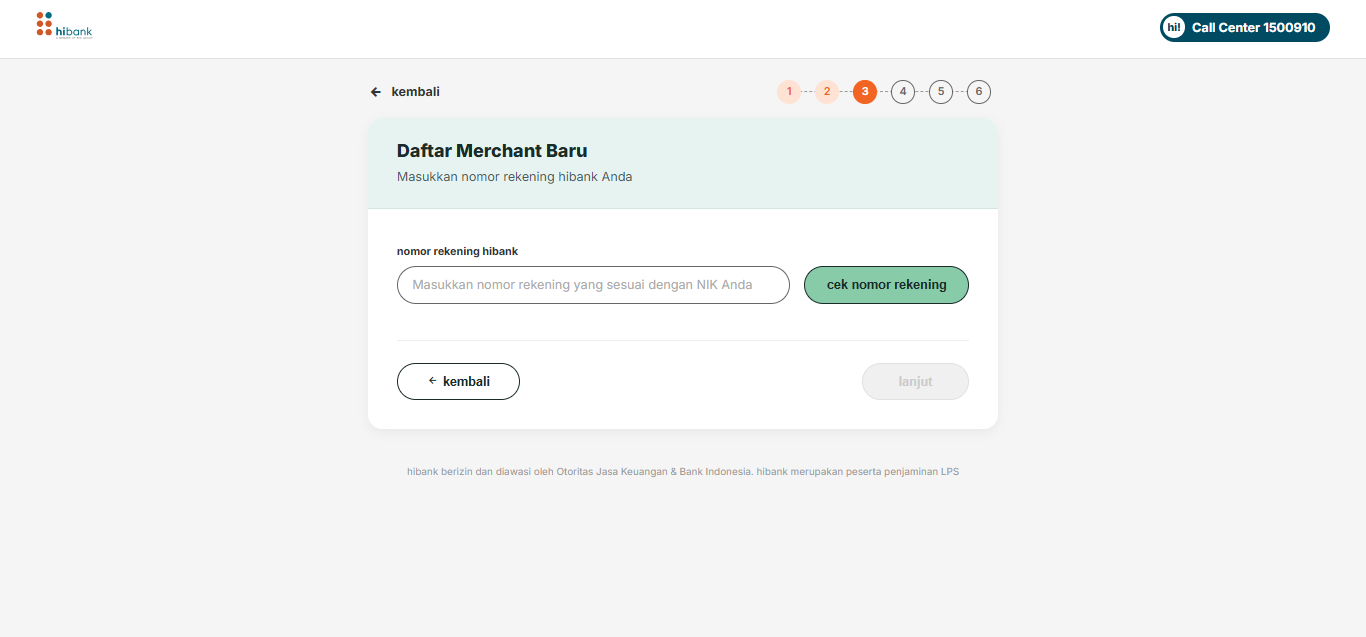 hibank
hi! Call Center 1500910
← kembali
1 2 3 4 5 6
Daftar Merchant Baru
Masukkan nomor rekening hibank Anda
nomor rekening hibank
Masukkan nomor rekening yang sesuai dengan NIK Anda
cek nomor rekening
← kembali
lanjut
hibank berizin dan diawasi oleh Otoritas Jasa Keuangan & Bank Indonesia. hibank merupakan peserta penjaminan LPS